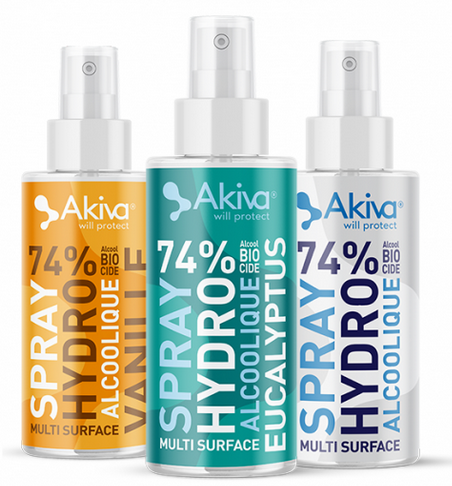 Akiva®
will protect
74% Alcool
BIO
CIDE
SPRAY
HYDRO
ALCOOLIQUE
VANILLE
MULTI SURFACE
Akiva®
will protect
74% Alcool
BIO
CIDE
SPRAY
HYDRO
ALCOOLIQUE
EUCALYPTUS
MULTI SURFACE
Akiva®
will protect
74% Alcool
BIO
CIDE
SPRAY
HYDRO
ALCOOLIQUE
MULTI SURFACE